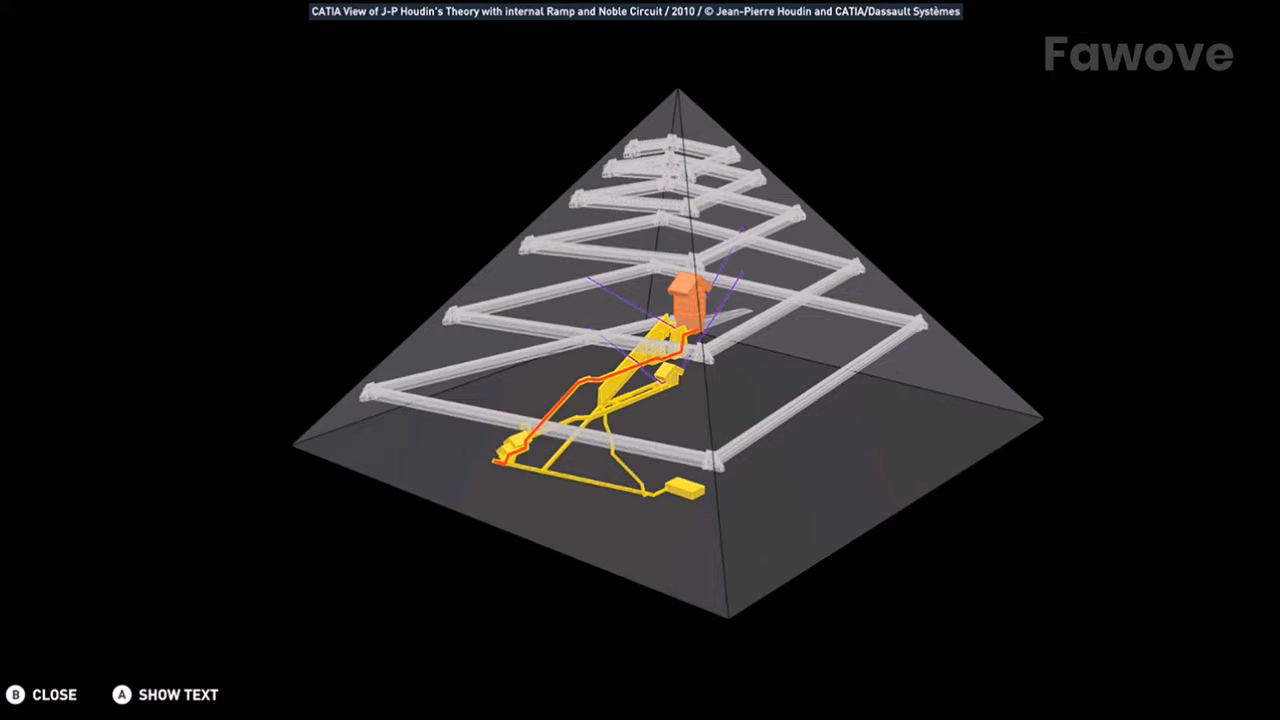 CATIA View of J-P Houdin's Theory with internal Ramp and Noble Circuit / 2010 / © Jean-Pierre Houdin and CATIA/Dassault Systèmes
Fawove
B CLOSE A SHOW TEXT